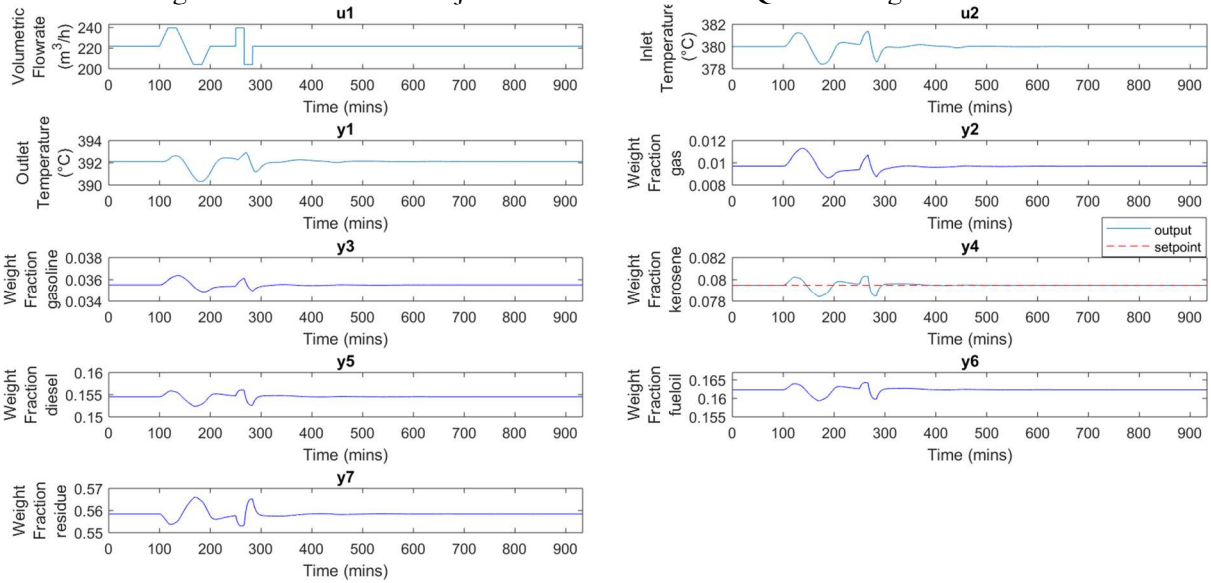 u1
240
220
200
Volumetric
Flowrate
(m³/h)
0 100 200 300 400 500 600 700 800 900
Time (mins)
u2
382
380
378
Inlet
Temperature
(°C)
0 100 200 300 400 500 600 700 800 900
Time (mins)
y1
394
392
390
Outlet
Temperature
(°C)
0 100 200 300 400 500 600 700 800 900
Time (mins)
y2
0.012
0.01
0.008
Weight
Fraction
gas
0 100 200 300 400 500 600 700 800 900
Time (mins)
y3
0.038
0.036
0.034
Weight
Fraction
gasoline
0 100 200 300 400 500 600 700 800 900
Time (mins)
output
setpoint
y4
0.082
0.08
0.078
Weight
Fraction
kerosene
0 100 200 300 400 500 600 700 800 900
Time (mins)
y5
0.16
0.155
0.15
Weight
Fraction
diesel
0 100 200 300 400 500 600 700 800 900
Time (mins)
y6
0.165
0.16
0.155
Weight
Fraction
fueloil
0 100 200 300 400 500 600 700 800 900
Time (mins)
y7
0.57
0.56
0.55
Weight
Fraction
residue
0 100 200 300 400 500 600 700 800 900
Time (mins)